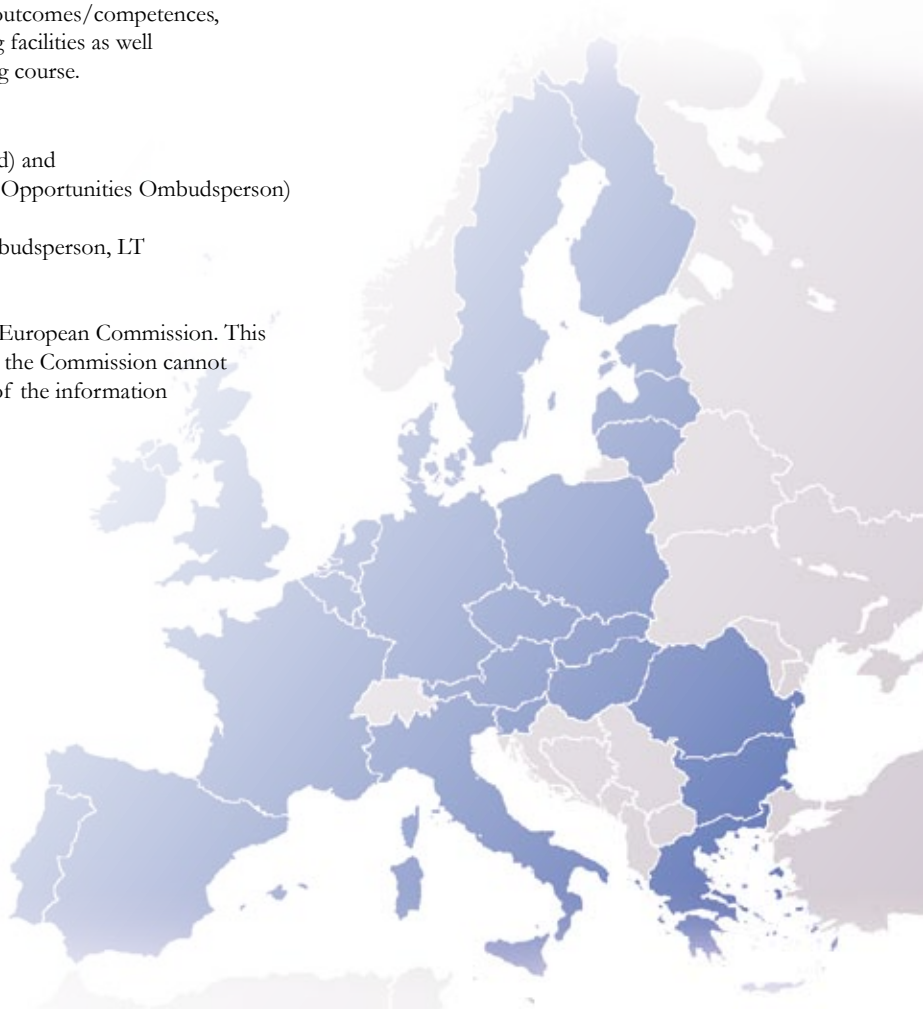 outcomes/competences,
g facilities as well
g course.
d) and
Opportunities Ombudsperson)
budsperson, LT
European Commission. This
the Commission cannot
of the information